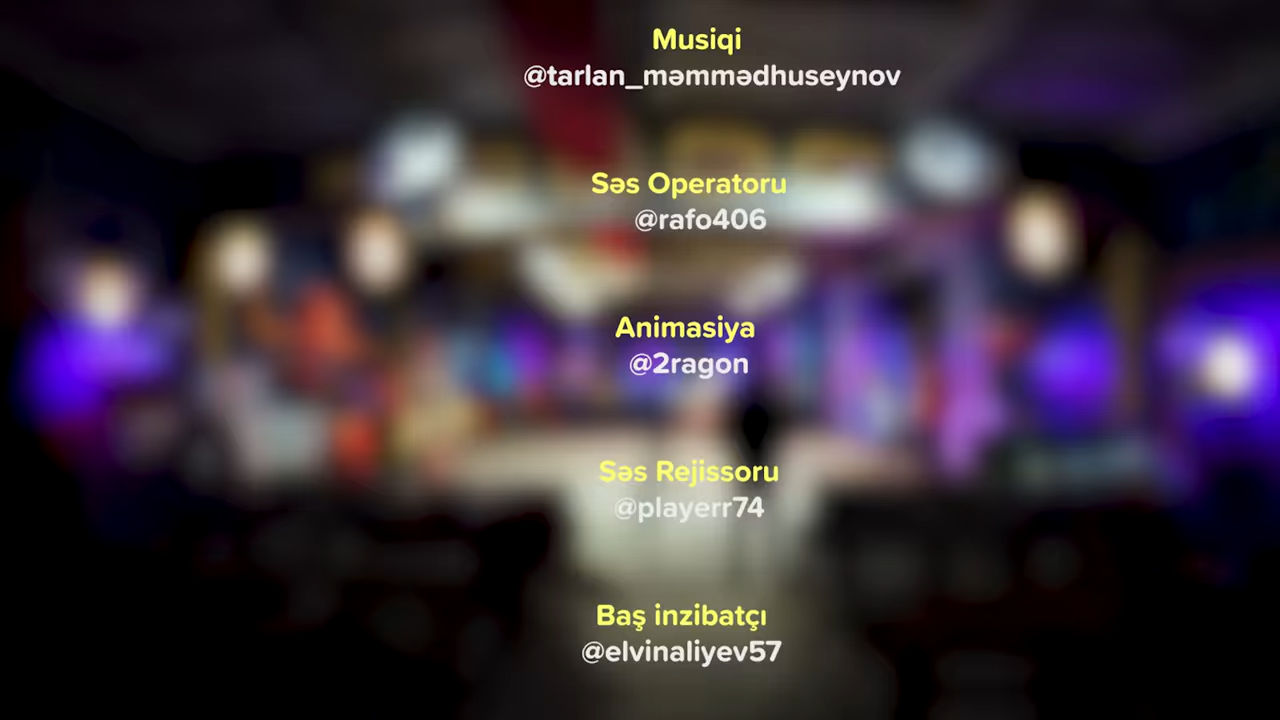 Musiqi
@tarlan_məmmədhuseynov
Səs Operatoru
@rafo406
Animasiya
@2ragon
Səs Rejissoru
@playerr74
Baş inzibatçı
@elvinaliyev57